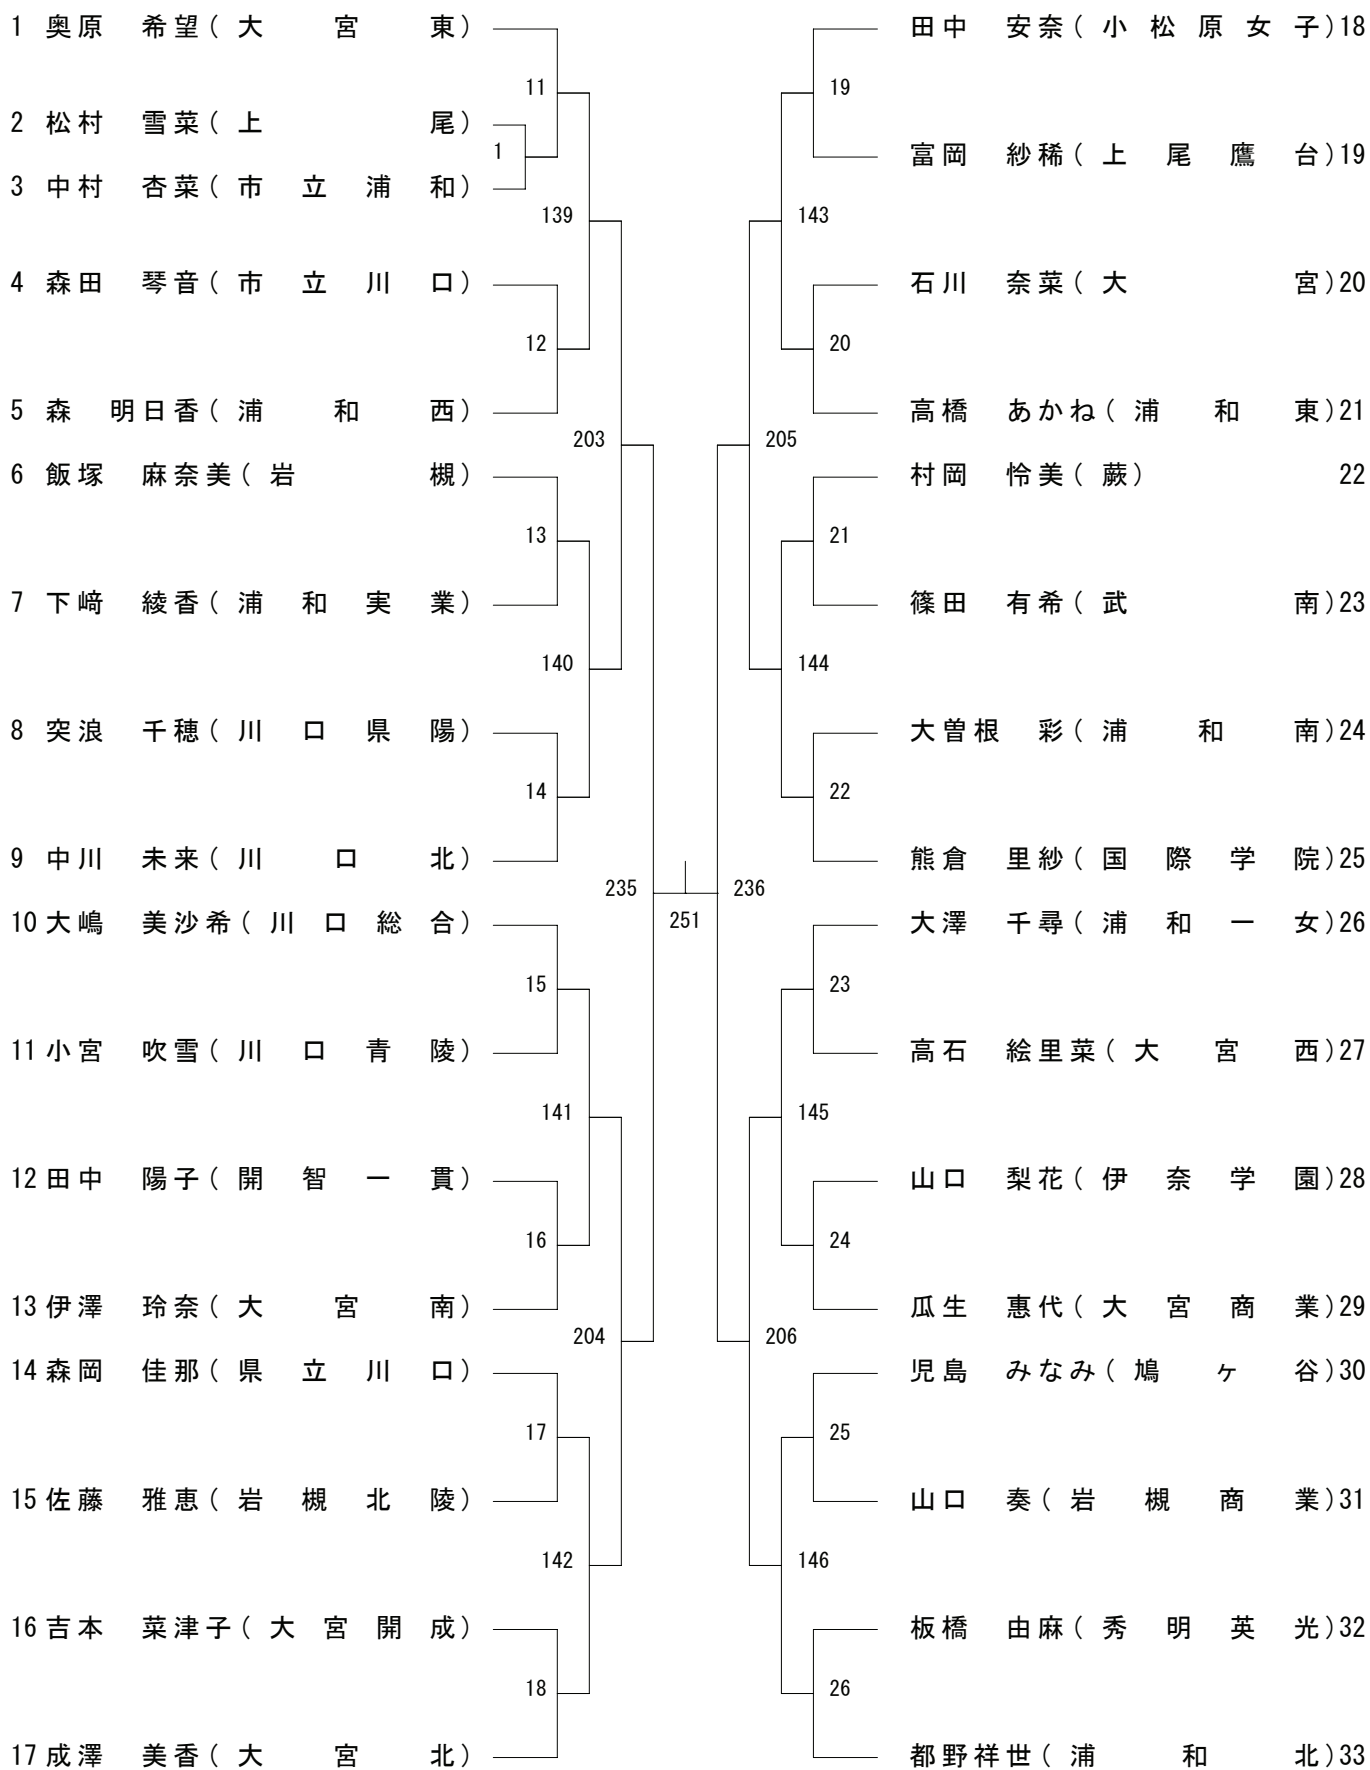 1 奥原 希望(大宮東)
11
2 松村 雪菜(上尾)
1
3 中村 杏菜(市立浦和)
139
4 森田 琴音(市立川口)
12
5 森 明日香(浦和西)
203
6 飯塚 麻奈美(岩槻)
13
7 下﨑 綾香(浦和実業)
140
8 突浪 千穂(川口県陽)
14
9 中川 未来(川口北)
235
10 大嶋 美沙希(川口総合)
15
11 小宮 吹雪(川口青陵)
141
12 田中 陽子(開智一貫)
16
13 伊澤 玲奈(大宮南)
204
14 森岡 佳那(県立川口)
17
15 佐藤 雅恵(岩槻北陵)
142
16 吉本 菜津子(大宮開成)
18
17 成澤 美香(大宮北)
251
田中 安奈(小松原女子)18
19
富岡 紗稀(上尾鷹台)19
143
石川 奈菜(大宮)20
20
高橋 あかね(浦和東)21
205
村岡 怜美(蕨) 22
21
篠田 有希(武南)23
144
大曽根 彩(浦和南)24
22
熊倉 里紗(国際学院)25
236
大澤 千尋(浦和一女)26
23
高石 絵里菜(大宮西)27
145
山口 梨花(伊奈学園)28
24
瓜生 惠代(大宮商業)29
206
児島 みなみ(鳩ヶ谷)30
25
山口 奏(岩槻商業)31
146
板橋 由麻(秀明英光)32
26
都野祥世(浦和北)33